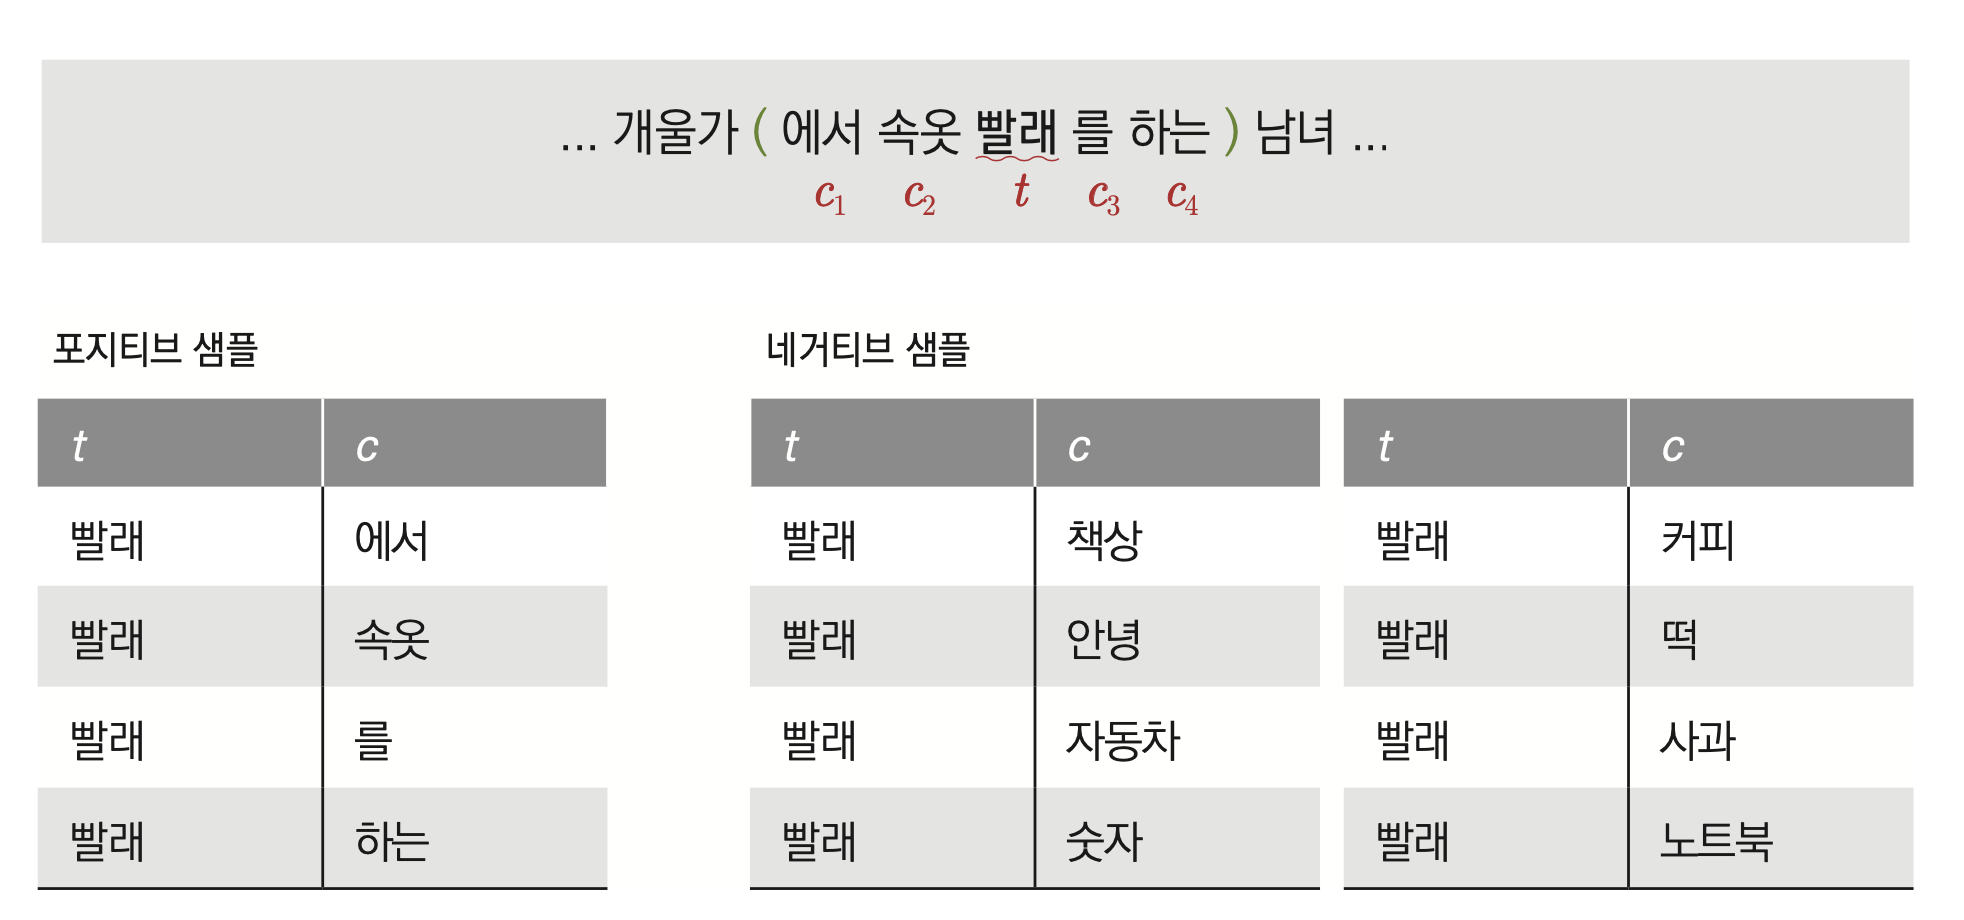 ... 개울가 ( 에서 속옷 빨래 를 하는 ) 남녀 ...
c1 c2 t c3 c4
포지티브 샘플
t c
빨래 에서
빨래 속옷
빨래 를
빨래 하는
네거티브 샘플
t c
빨래 책상
빨래 안녕
빨래 자동차
빨래 숫자
t c
빨래 커피
빨래 떡
빨래 사과
빨래 노트북